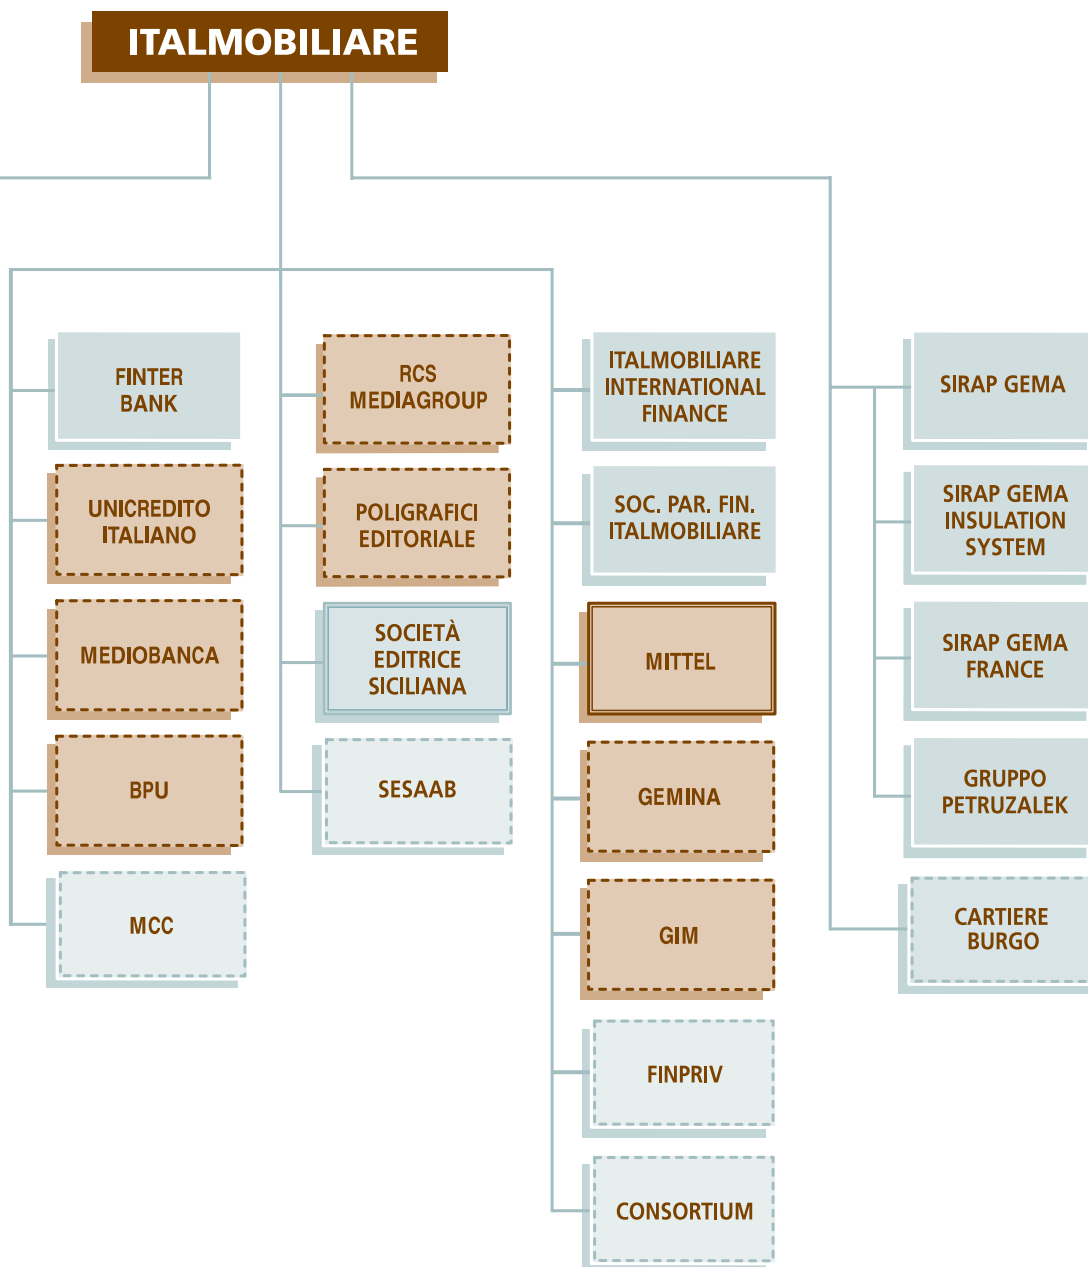 ITALMOBILIARE
FINTER
BANK
UNICREDITO
ITALIANO
MEDIOBANCA
BPU
MCC
RCS
MEDIAGROUP
POLIGRAFICI
EDITORIALE
SOCIETÀ
EDITRICE
SICILIANA
SESAAB
ITALMOBILIARE
INTERNATIONAL
FINANCE
SOC. PAR. FIN.
ITALMOBILIARE
MITTEL
GEMINA
GIM
FINPRIV
CONSORTIUM
SIRAP GEMA
SIRAP GEMA
INSULATION
SYSTEM
SIRAP GEMA
FRANCE
GRUPPO
PETRUZALEK
CARTIERE
BURGO